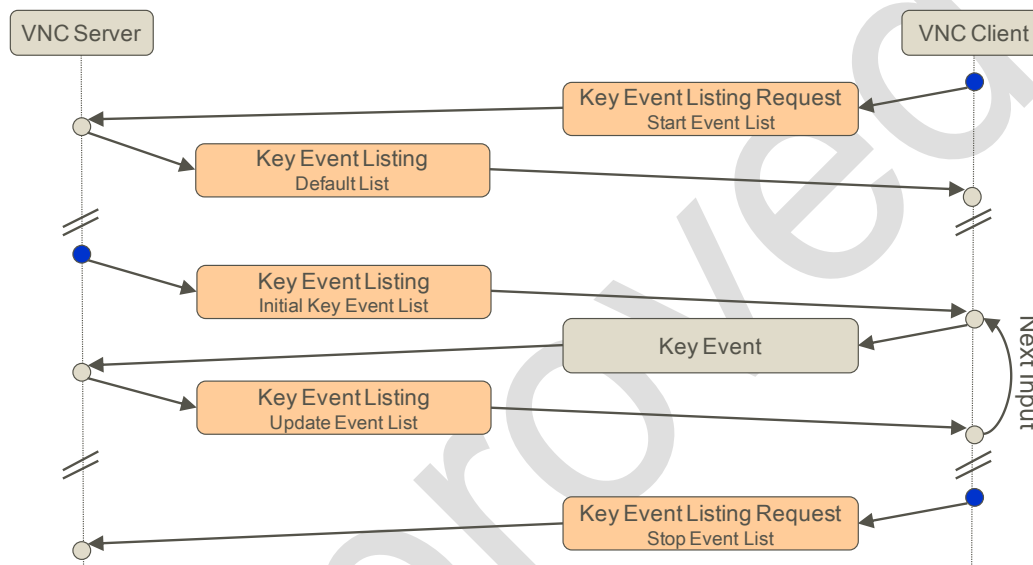 VNC Server
VNC Client
Key Event Listing Request
Start Event List
Key Event Listing
Default List
Key Event Listing
Initial Key Event List
Key Event
Next Input
Key Event Listing
Update Event List
Key Event Listing Request
Stop Event List